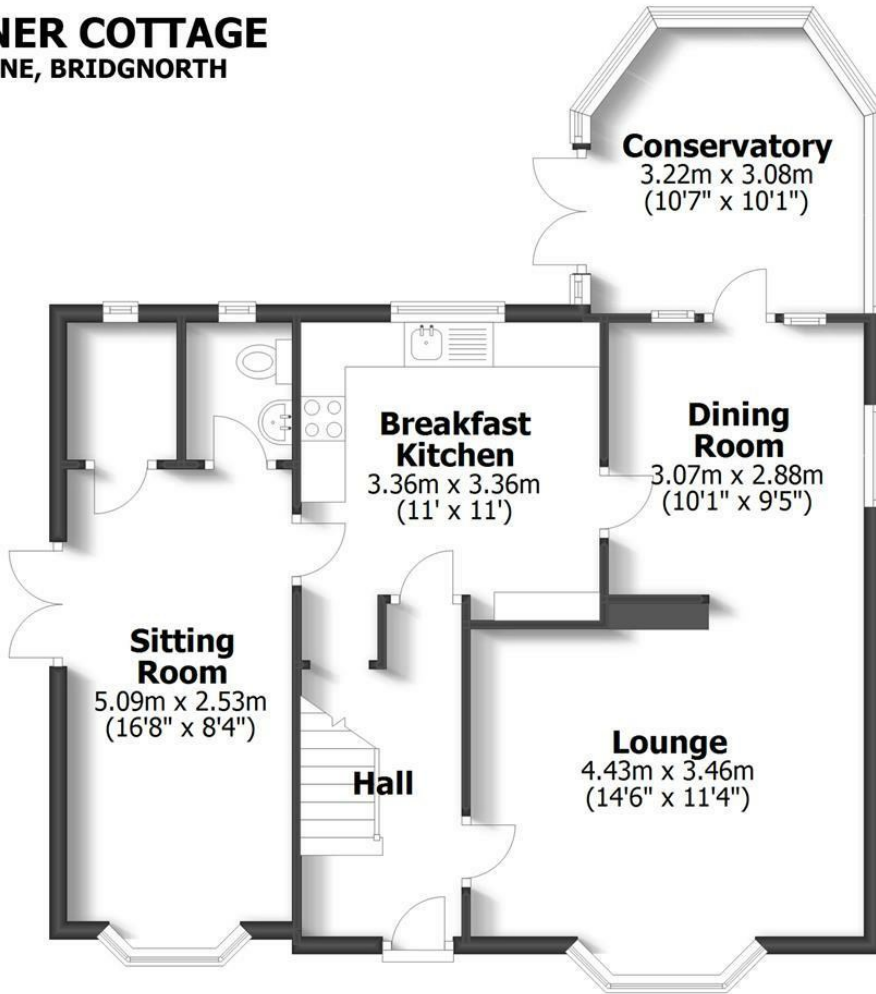 NER COTTAGE
NE, BRIDGNORTH
Conservatory
3.22m x 3.08m
(10'7" x 10'1")
Breakfast
Kitchen
3.36m x 3.36m
(11' x 11')
Dining
Room
3.07m x 2.88m
(10'1" x 9'5")
Sitting
Room
5.09m x 2.53m
(16'8" x 8'4")
Hall
Lounge
4.43m x 3.46m
(14'6" x 11'4")